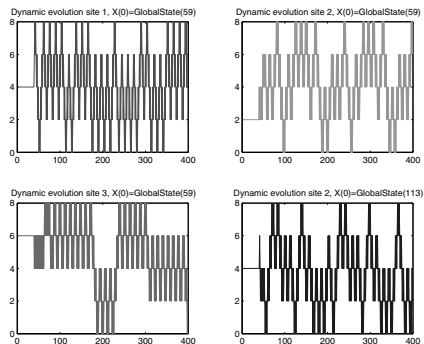 Dynamic evolution site 1, X(0)=GlobalState(59)
8
6
4
2
0
0 100 200 300 400
Dynamic evolution site 2, X(0)=GlobalState(59)
8
6
4
2
0
0 100 200 300 400
Dynamic evolution site 3, X(0)=GlobalState(59)
8
6
4
2
0
0 100 200 300 400
Dynamic evolution site 2, X(0)=GlobalState(113)
8
6
4
2
0
0 100 200 300 400